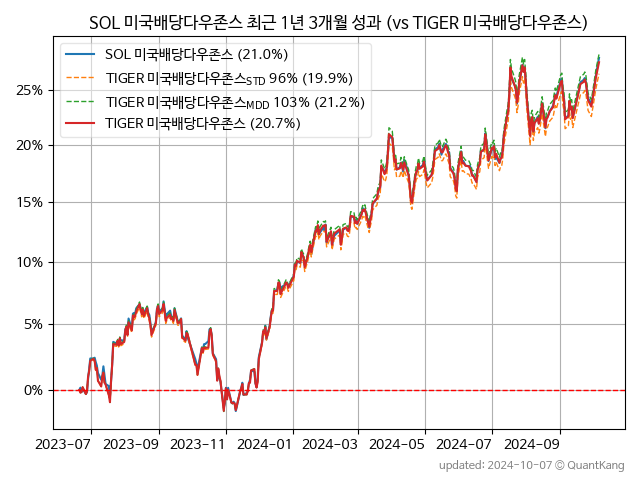 SOL 미국배당다우존스 최근 1년 3개월 성과 (vs TIGER 미국배당다우존스)
SOL 미국배당다우존스 (21.0%)
TIGER 미국배당다우존스STD 96% (19.9%)
TIGER 미국배당다우존스MDD 103% (21.2%)
TIGER 미국배당다우존스 (20.7%)
25%
20%
15%
10%
5%
0%
2023-07 2023-09 2023-11 2024-01 2024-03 2024-05 2024-07 2024-09
updated: 2024-10-07 © QuantKang